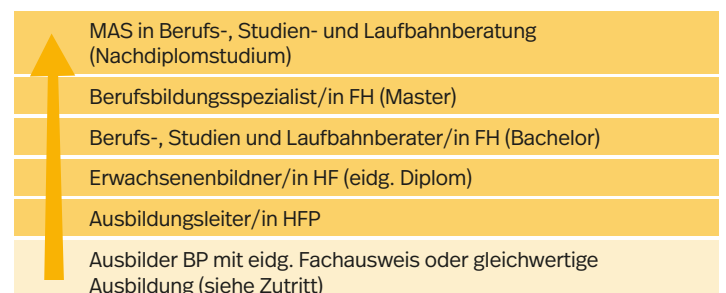 MAS in Berufs-, Studien- und Laufbahnberatung
(Nachdiplomstudium)
Berufsbildungsspezialist/in FH (Master)
Berufs-, Studien und Laufbahnberater/in FH (Bachelor)
Erwachsenenbildner/in HF (eidg. Diplom)
Ausbildungsleiter/in HFP
Ausbilder BP mit eidg. Fachausweis oder gleichwertige
Ausbildung (siehe Zutritt)